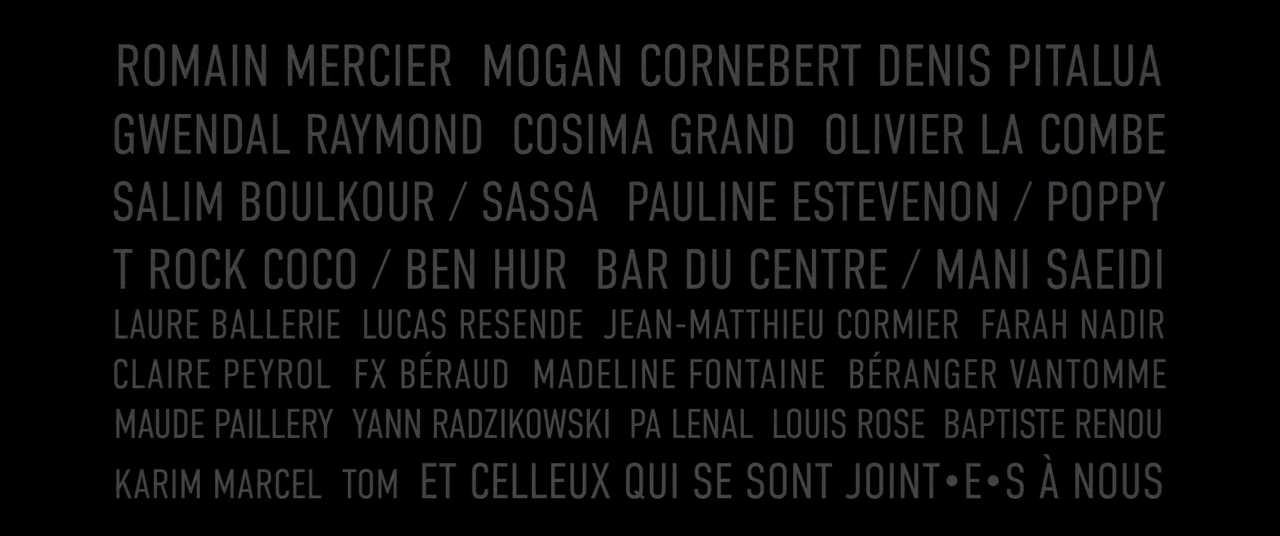 ROMAIN MERCIER MOGAN CORNEBERT DENIS PITALUA
GWENDAL RAYMOND COSIMA GRAND OLIVIER LA COMBE
SALIM BOULKOUR / SASSA PAULINE ESTEVENON / POPPY
T ROCK COCO / BEN HUR BAR DU CENTRE / MANI SAEIDI
LAURE BALLERIE LUCAS RESENDE JEAN-MATTHIEU CORMIER FARAH NADIR
CLAIRE PEYROL FX BÉRAUD MADELINE FONTAINE BÉRANGER VANTOMME
MAUDE PAILLERY YANN RADZIKOWSKI PA LENAL LOUIS ROSE BAPTISTE RENOU
KARIM MARCEL TOM ET CELLEUX QUI SE SONT JOINT•E•S À NOUS